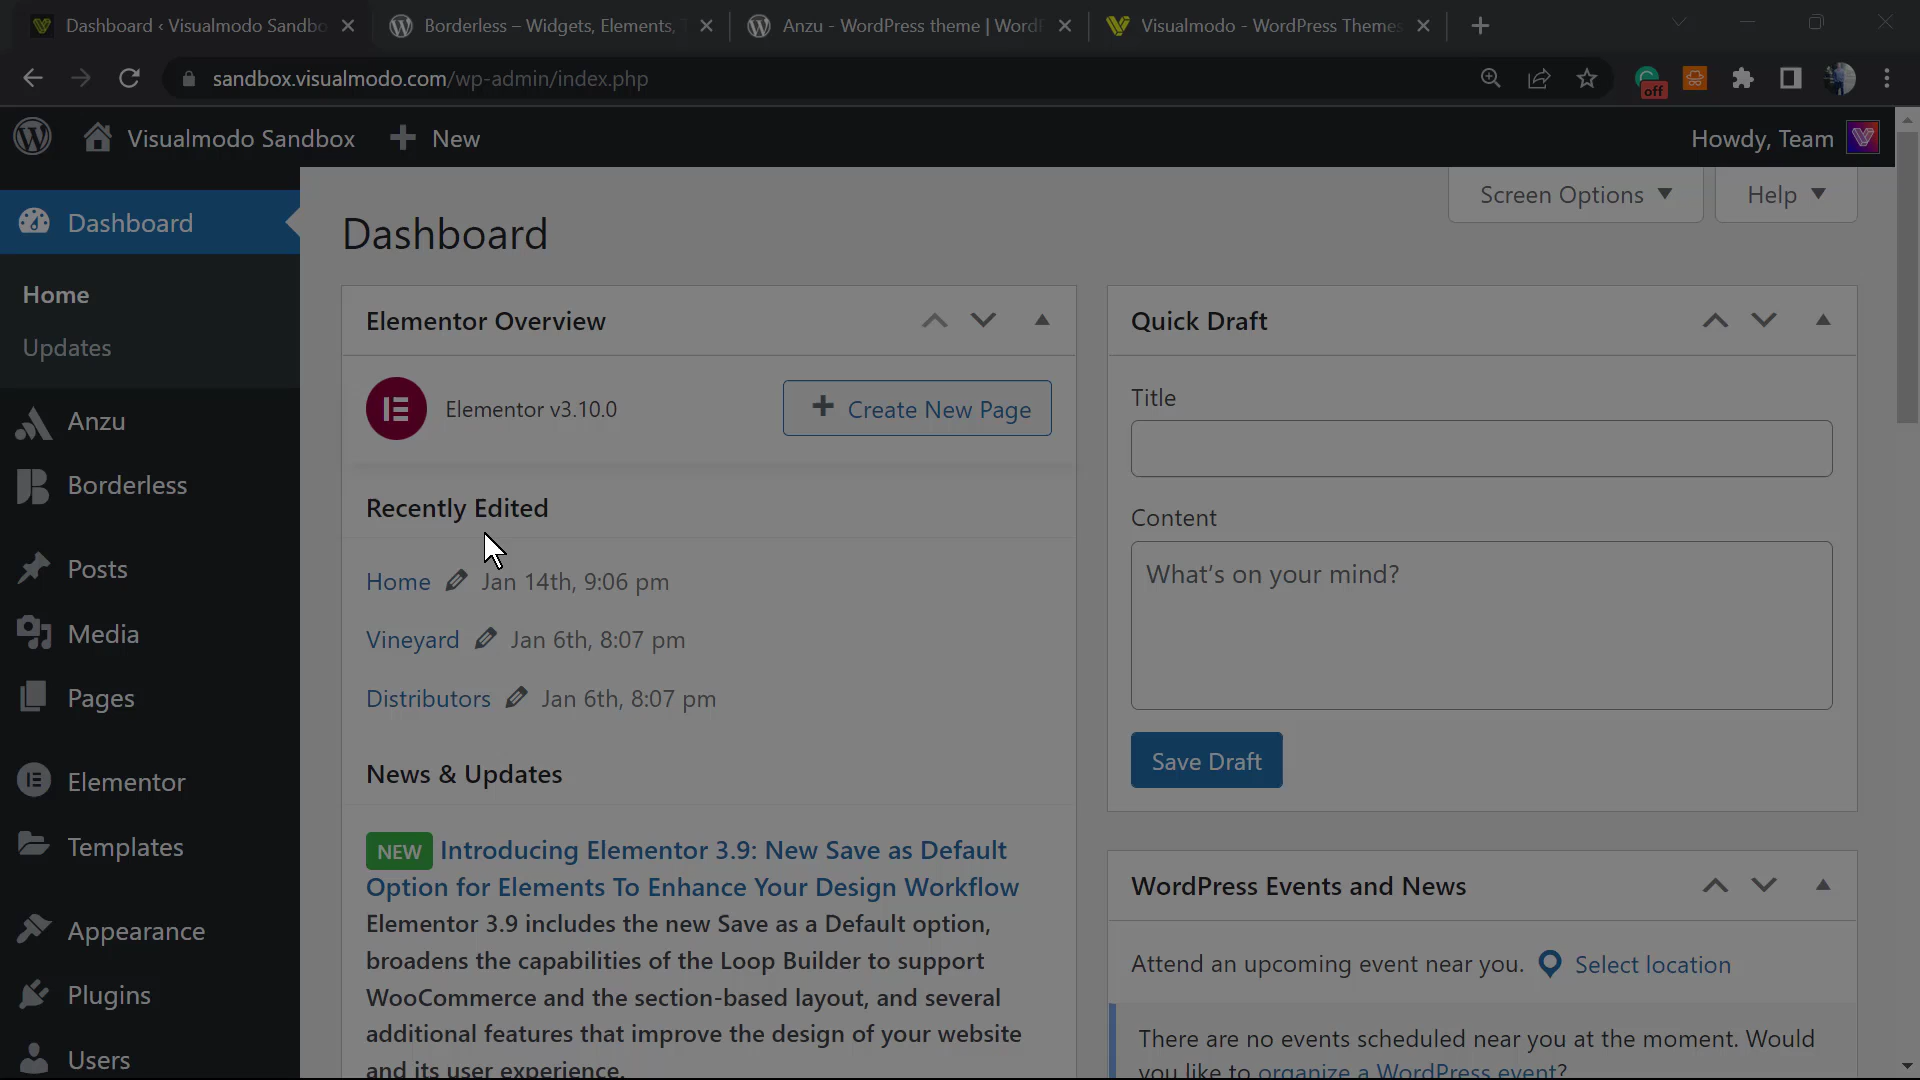 Dashboard ‹ Visualmodo Sandbo
Borderless – Widgets, Elements,
Anzu - WordPress theme | Word
Visualmodo - WordPress Themes
sandbox.visualmodo.com/wp-admin/index.php
off
Visualmodo Sandbox
New
Howdy, Team
Screen Options
Help
Dashboard
Home
Updates
Anzu
Borderless
Posts
Media
Pages
Elementor
Templates
Appearance
Plugins
Users
Dashboard
Elementor Overview
Elementor v3.10.0
Create New Page
Recently Edited
Home Jan 14th, 9:06 pm
Vineyard Jan 6th, 8:07 pm
Distributors Jan 6th, 8:07 pm
News & Updates
NEW Introducing Elementor 3.9: New Save as Default
Option for Elements To Enhance Your Design Workflow
Elementor 3.9 includes the new Save as a Default option,
broadens the capabilities of the Loop Builder to support
WooCommerce and the section-based layout, and several
additional features that improve the design of your website
and its user experience.
Quick Draft
Title
Content
What's on your mind?
Save Draft
WordPress Events and News
Attend an upcoming event near you. Select location
There are no events scheduled near you at the moment. Would
you like to organize a WordPress event?